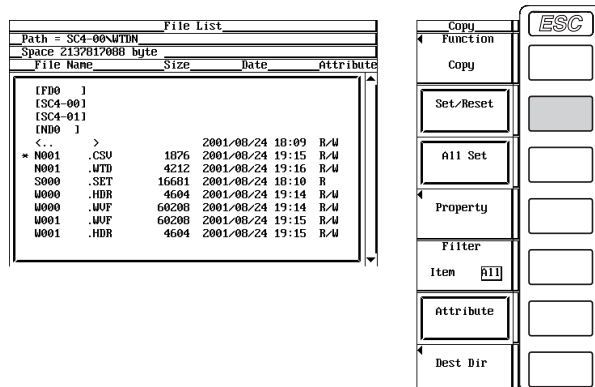 File List
Path = SC4-00\WTDN
Space 2137817088 byte
File Name Size Date Attribute
[FD0 ]
[SC4-00]
[SC4-01]
[ND0 ]
<.. > 2001/08/24 18:09 R/W
* N001 .CSV 1876 2001/08/24 19:15 R/W
N001 .WTD 4212 2001/08/24 19:16 R/W
S000 .SET 16681 2001/08/24 18:10 R
W000 .HDR 4604 2001/08/24 19:14 R/W
W000 .WVF 60208 2001/08/24 19:14 R/W
W001 .WVF 60208 2001/08/24 19:15 R/W
W001 .HDR 4604 2001/08/24 19:15 R/W
Copy
Function
Copy
Set/Reset
All Set
Property
Filter
Item All
Attribute
Dest Dir
ESC